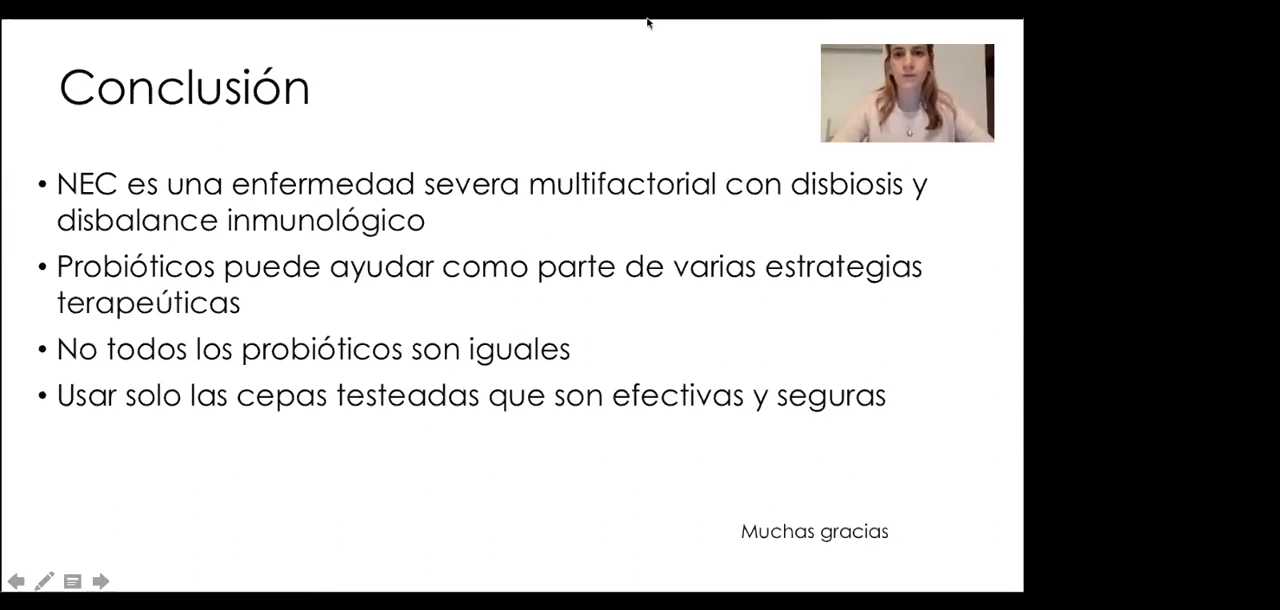 Conclusión
• NEC es una enfermedad severa multifactorial con disbiosis y
disbalance inmunológico
• Probióticos puede ayudar como parte de varias estrategias
terapeúticas
• No todos los probióticos son iguales
• Usar solo las cepas testeadas que son efectivas y seguras
Muchas gracias